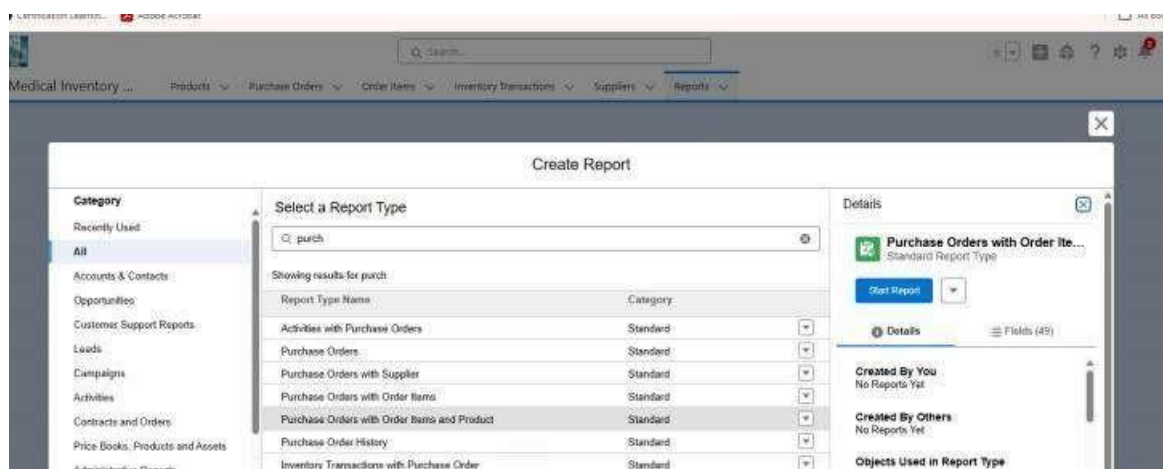 Certification Learnin... Adobe Acrobat All Bo
Search...
Medical Inventory ... Products Purchase Orders Order Items Inventory Transactions Suppliers Reports
Create Report
Category
Recently Used
All
Accounts & Contacts
Opportunities
Customer Support Reports
Leads
Campaigns
Activities
Contracts and Orders
Price Books, Products and Assets
Administrative Reports
Select a Report Type
purch
Showing results for purch
Report Type Name Category
Activities with Purchase Orders Standard
Purchase Orders Standard
Purchase Orders with Supplier Standard
Purchase Orders with Order Items Standard
Purchase Orders with Order Items and Product Standard
Purchase Order History Standard
Inventory Transactions with Purchase Order Standard
Details
Purchase Orders with Order Ite...
Standard Report Type
Start Report
Details Fields (49)
Created By You
No Reports Yet
Created By Others
No Reports Yet
Objects Used in Report Type